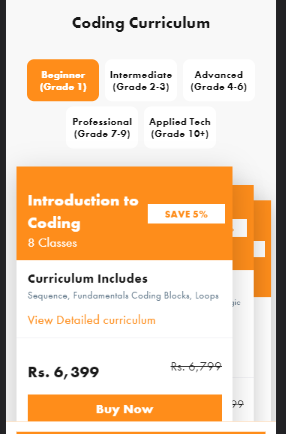 Coding Curriculum
Beginner
(Grade 1)
Intermediate
(Grade 2-3)
Advanced
(Grade 4-6)
Professional
(Grade 7-9)
Applied Tech
(Grade 10+)
Introduction to
Coding
SAVE 5%
8 Classes
Curriculum Includes
Sequence, Fundamentals Coding Blocks, Loops
View Detailed curriculum
Rs. 6,399
Rs. 6,799
Buy Now